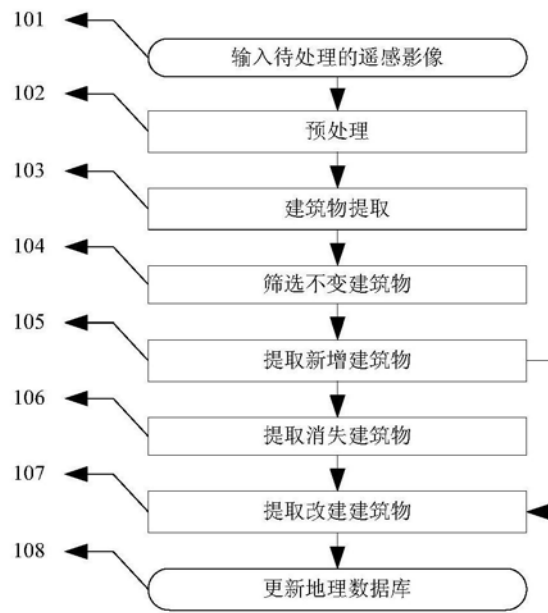 101
输入待处理的遥感影像
102
预处理
103
建筑物提取
104
筛选不变建筑物
105
提取新增建筑物
106
提取消失建筑物
107
提取改建建筑物
108
更新地理数据库